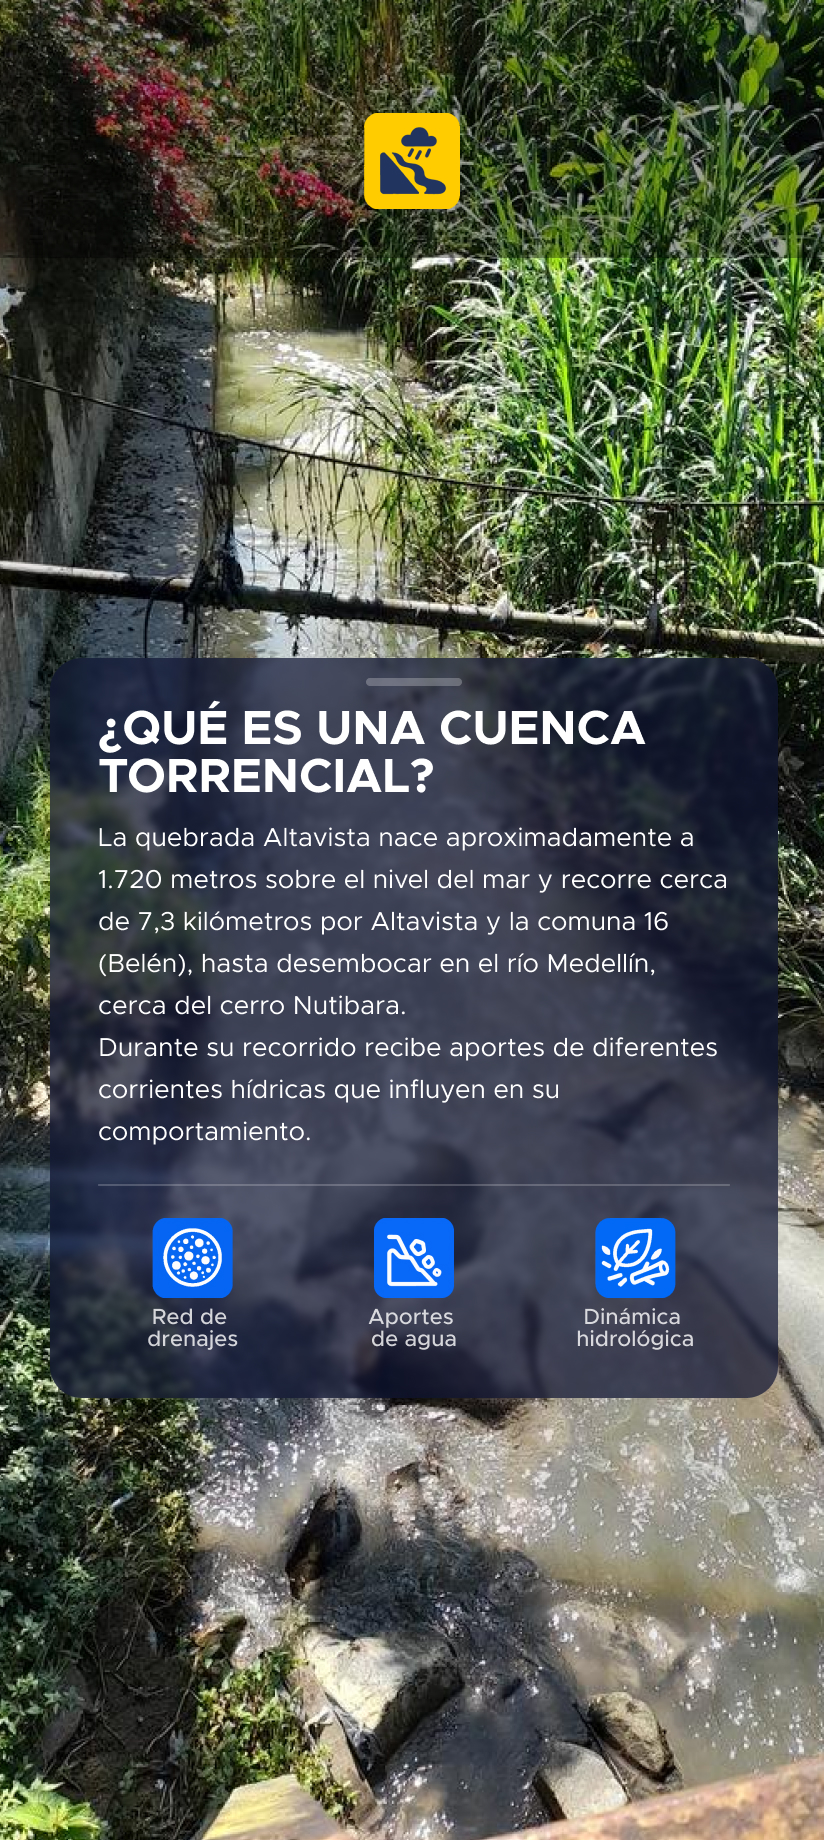 ¿QUÉ ES UNA CUENCA
TORRENCIAL?
La quebrada Altavista nace aproximadamente a
1.720 metros sobre el nivel del mar y recorre cerca
de 7,3 kilómetros por Altavista y la comuna 16
(Belén), hasta desembocar en el río Medellín,
cerca del cerro Nutibara.
Durante su recorrido recibe aportes de diferentes
corrientes hídricas que influyen en su
comportamiento.
Red de
drenajes
Aportes
de agua
Dinámica
hidrológica